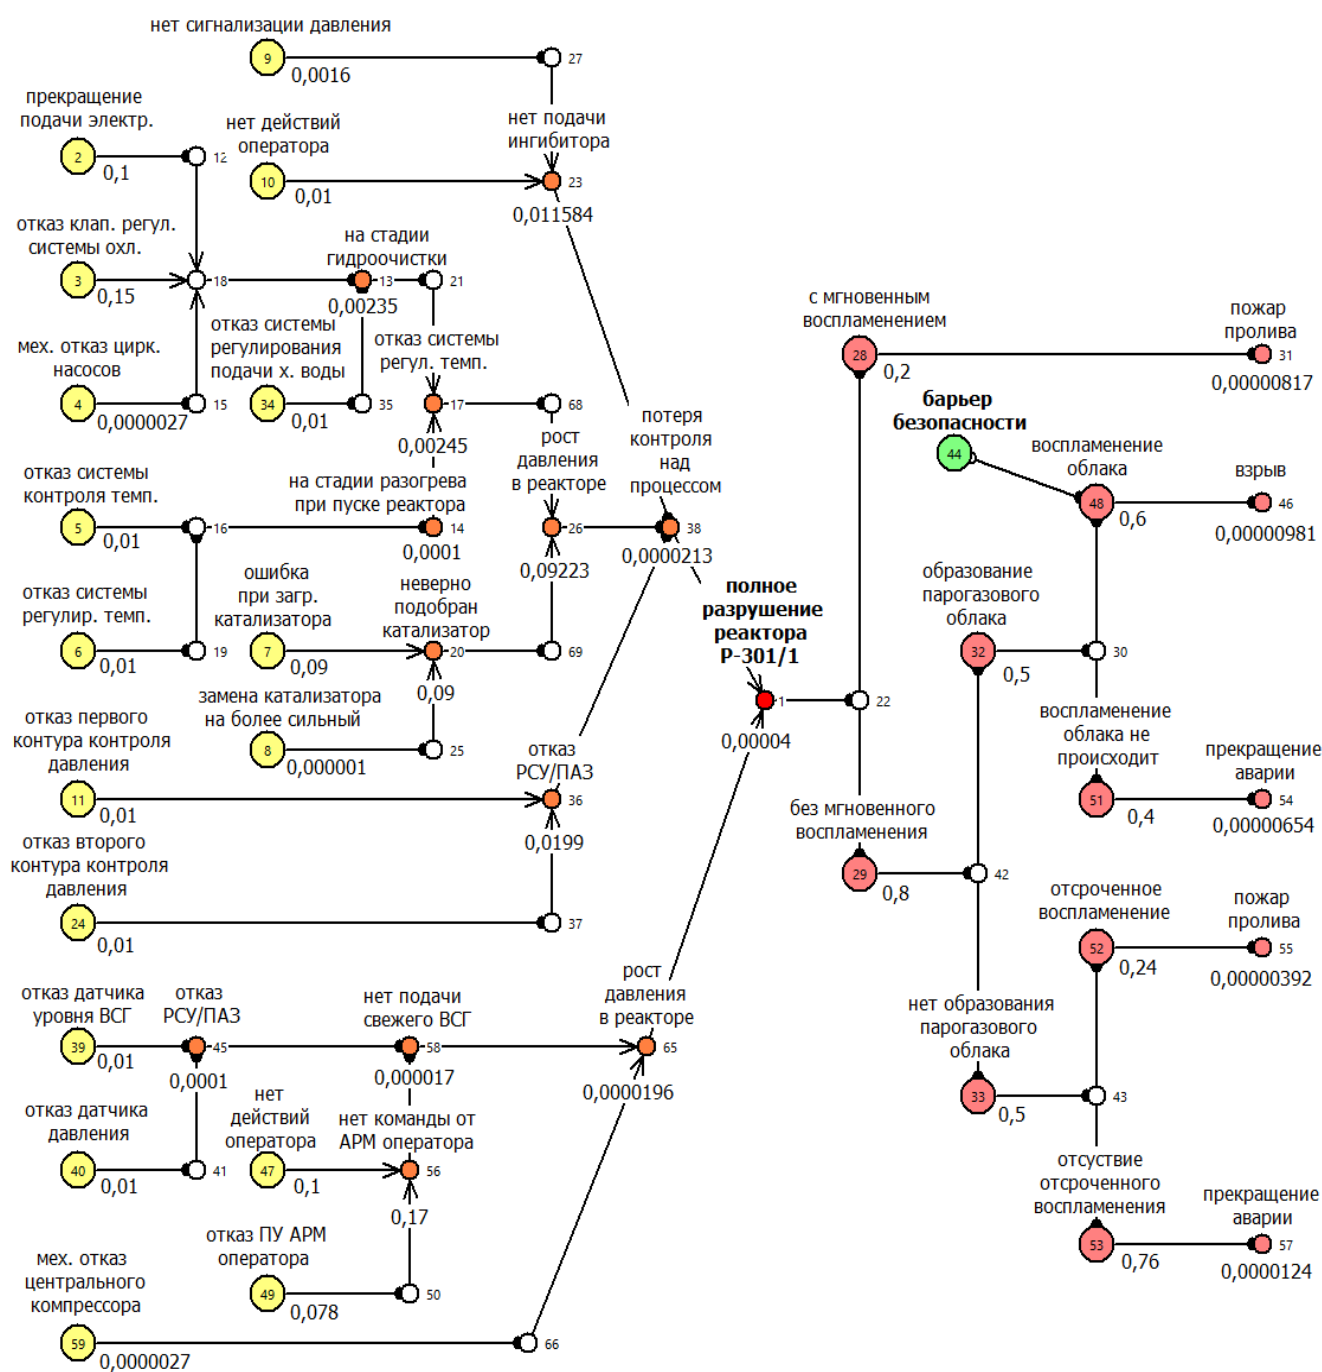 нет сигнализации давления
9
27
0,0016
прекращение
подачи электр.
2
12
0,1
нет действий
оператора
10
0,01
нет подачи
ингибитора
23
0,011584
отказ клап. регул.
системы охл.
3
18
0,15
на стадии
гидроочистки
13
21
0,00235
мех. отказ цирк.
насосов
4
15
0,0000027
отказ системы
регулирования
подачи х. воды
34
35
0,01
отказ системы
регул. темп.
17
68
0,00245
отказ системы
контроля темп.
5
16
0,01
на стадии разогрева
при пуске реактора
14
0,0001
рост
давления
в реакторе
26
0,09223
потеря
контроля
над
процессом
38
0,0000213
отказ системы
регулир. темп.
6
19
0,01
ошибка
при загр.
катализатора
7
0,09
неверно
подобран
катализатор
20
69
0,09
замена катализатора
на более сильный
8
25
0,000001
отказ первого
контура контроля
давления
11
0,01
отказ
РСУ/ПАЗ
36
0,0199
отказ второго
контура контроля
давления
24
37
0,01
полное
разрушение
реактора
Р-301/1
1
22
0,00004
отказ датчика
уровня ВСГ
39
0,01
отказ
РСУ/ПАЗ
45
0,0001
нет подачи
свежего ВСГ
58
0,000017
рост
давления
в реакторе
65
0,0000196
отказ датчика
давления
40
41
0,01
нет
действий
оператора
47
0,1
нет команды от
АРМ оператора
56
0,17
отказ ПУ АРМ
оператора
49
50
0,078
мех. отказ
центрального
компрессора
59
66
0,0000027
с мгновенным
воспламенением
28
0,2
пожар
пролива
31
0,00000817
барьер
безопасности
44
воспламенение
облака
48
0,6
взрыв
46
0,00000981
образование
парогазового
облака
32
30
0,5
воспламенение
облака не
происходит
51
0,4
прекращение
аварии
54
0,00000654
без мгновенного
воспламенения
29
42
0,8
отсроченное
воспламенение
52
0,24
пожар
пролива
55
0,00000392
нет образования
парогазового
облака
33
43
0,5
отсуствие
отсроченного
воспламенения
53
0,76
прекращение
аварии
57
0,0000124